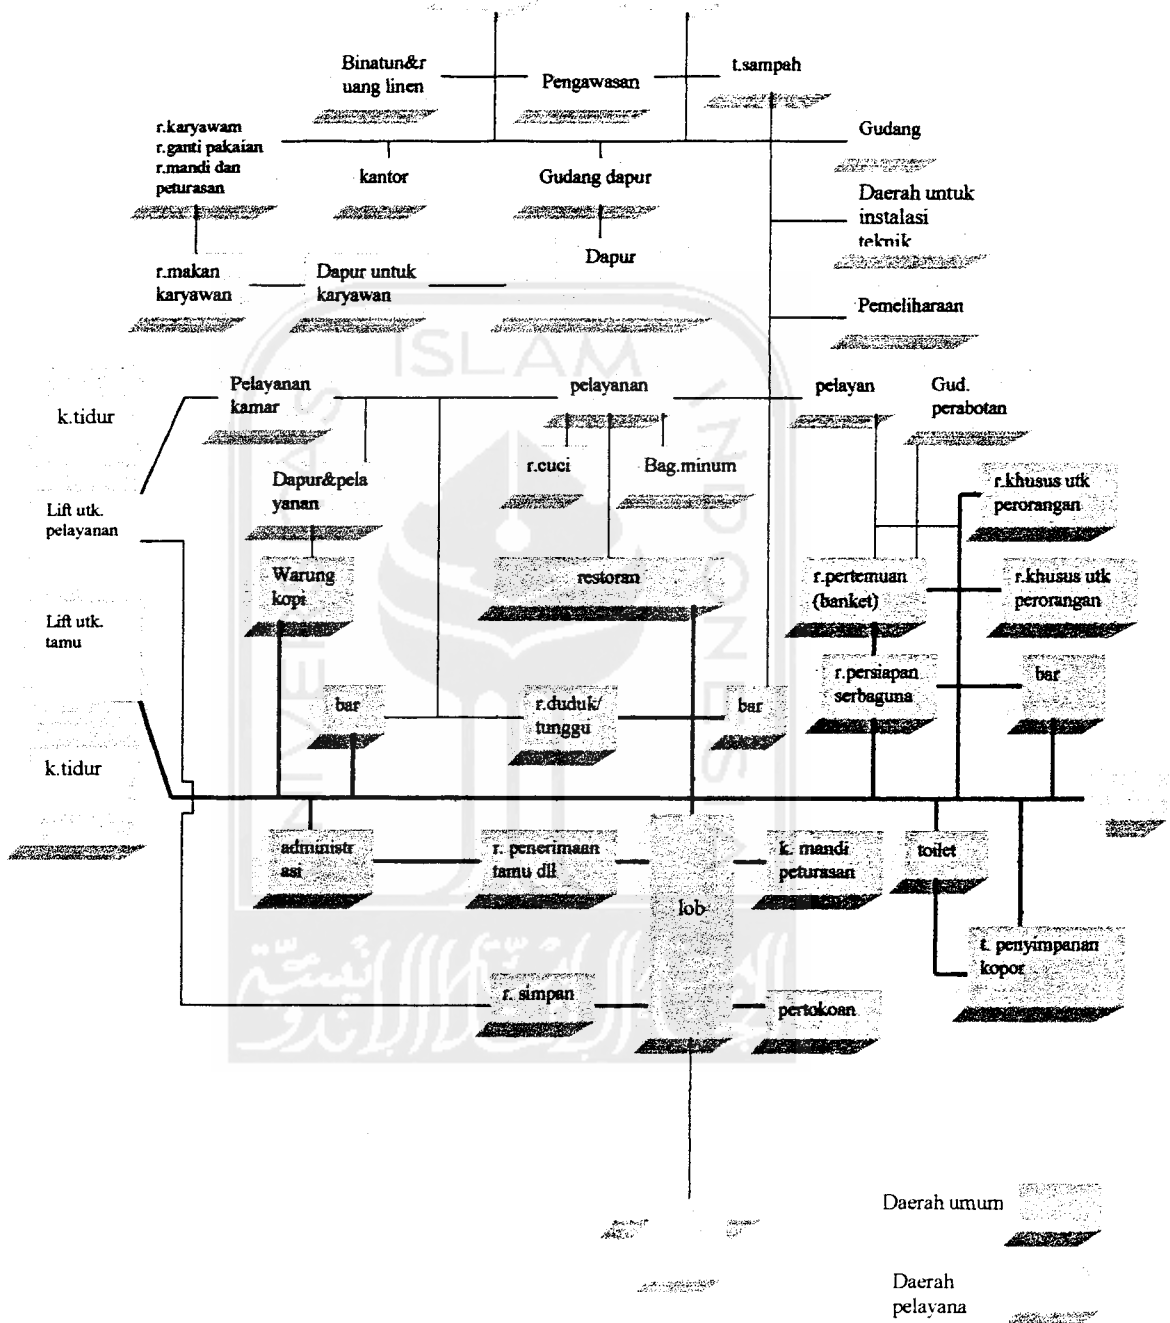 Binatun&r
uang linen
Pengawasan
t.sampah
r.karyawam
r.ganti pakaian
r.mandi dan
peturasan
kantor
Gudang dapur
Gudang
Daerah untuk
instalasi
teknik
r.makan
karyawan
Dapur untuk
karyawan
Dapur
Pemeliharaan
ISLAM
UNIVERSITAS
INDONESIA
k.tidur
Pelayanan
kamar
pelayanan
pelayan
Gud.
perabotan
Dapur&pela
yanan
r.cuci
Bag.minum
r.khusus utk
perorangan
Lift utk.
pelayanan
Warung
kopi
restoran
r.pertemuan
(banket)
r.khusus utk
perorangan
Lift utk.
tamu
bar
r.duduk/
tunggu
bar
r.persiapan
serbaguna
bar
k.tidur
administr
asi
r. penerimaan
tamu dll
lob
k. mandi
peturasan
toilet
t. penyimpanan
kopor
r. simpan
pertokoan
Daerah umum
Daerah
pelayana